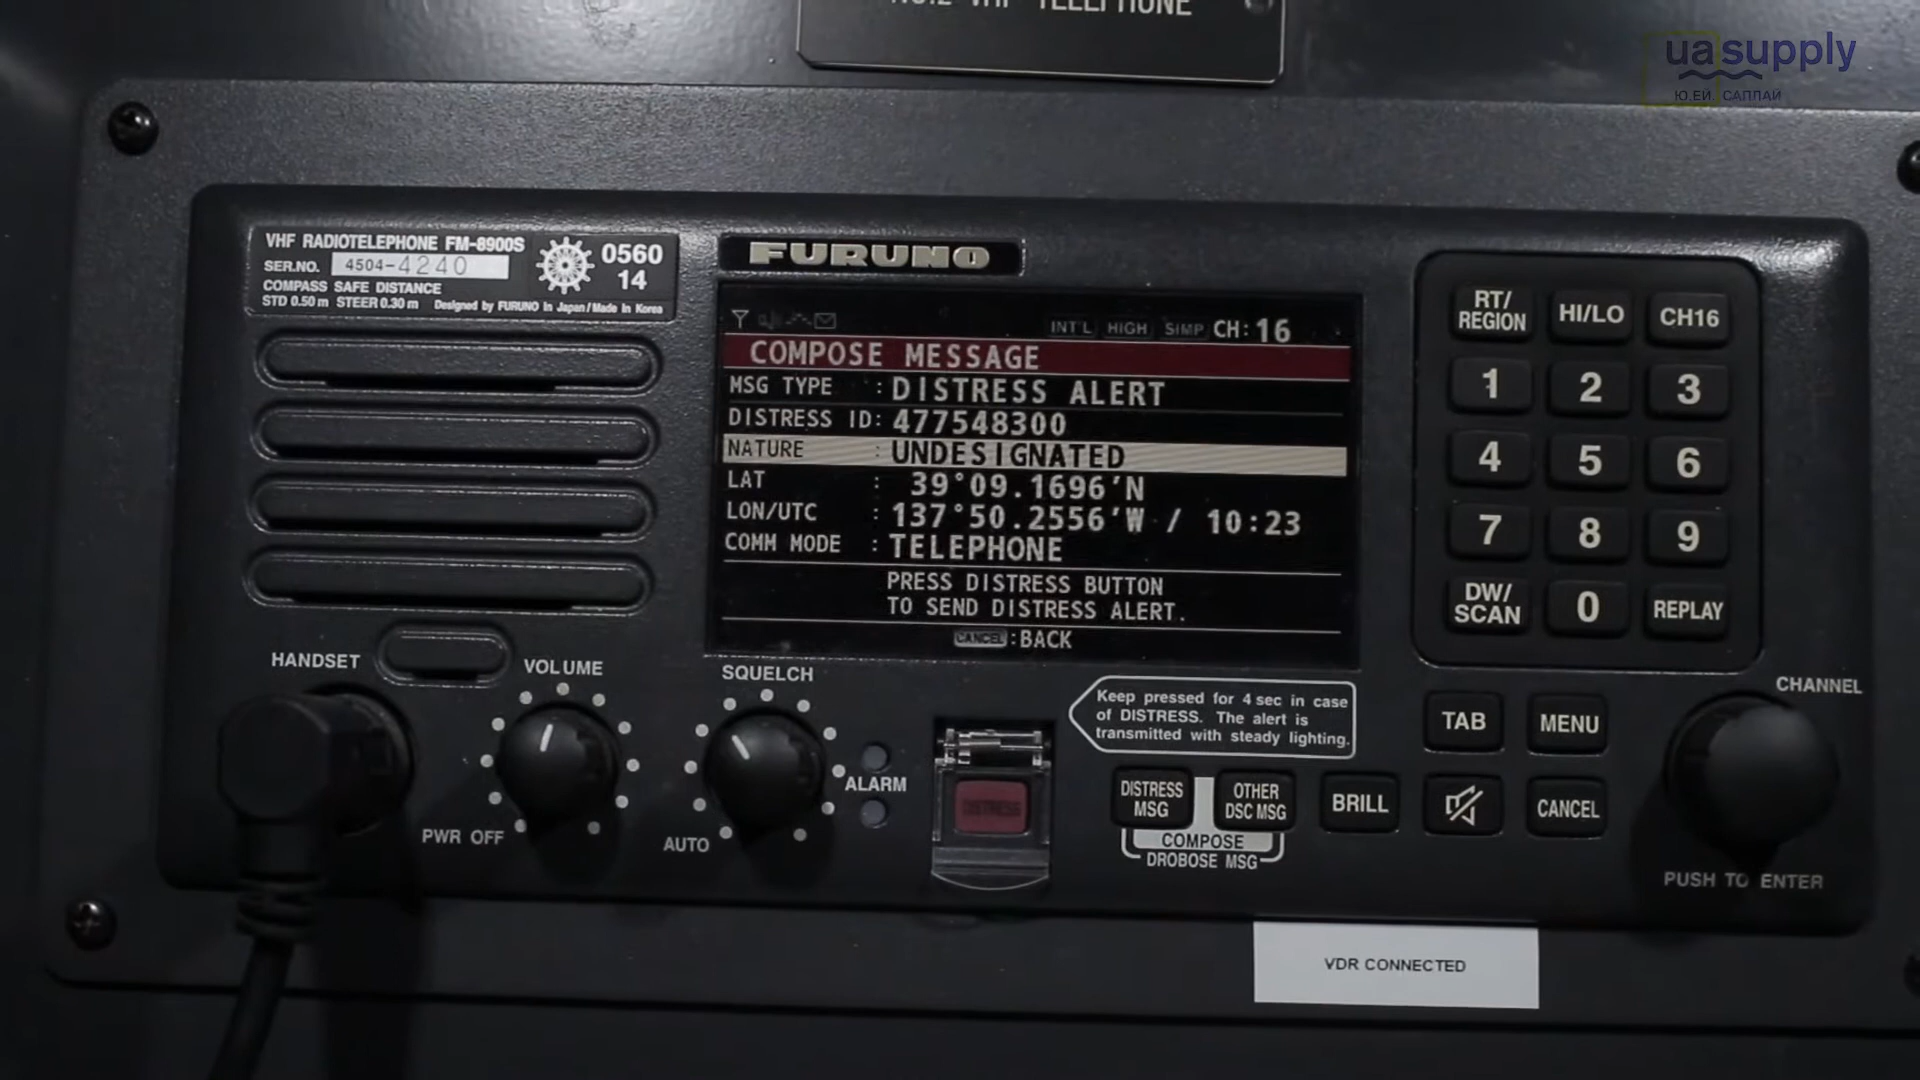 NO.2 VHF TELEPHONE
ua supply
Ю.ЕЙ. САПЛАЙ
VHF RADIOTELEPHONE FM-8900S
SER.NO. 4504-4240
COMPASS SAFE DISTANCE
STD 0.50 m STEER 0.30 m Designed by FURUNO in Japan/Made in Korea
0560
14
FURUNO
INT'L HIGH SIMP CH:16
COMPOSE MESSAGE
MSG TYPE : DISTRESS ALERT
DISTRESS ID: 477548300
NATURE : UNDESIGNATED
LAT : 39°09.1696'N
LON/UTC : 137°50.2556'W / 10:23
COMM MODE : TELEPHONE
PRESS DISTRESS BUTTON
TO SEND DISTRESS ALERT.
CANCEL:BACK
RT/
REGION
HI/LO
CH16
1 2 3
4 5 6
7 8 9
DW/
SCAN
0
REPLAY
HANDSET
VOLUME
PWR OFF
SQUELCH
AUTO
ALARM
DISTRESS
Keep pressed for 4 sec in case
of DISTRESS. The alert is
transmitted with steady lighting.
DISTRESS
MSG
OTHER
DSC MSG
COMPOSE
DROBOSE MSG
BRILL
TAB
MENU
CANCEL
CHANNEL
PUSH TO ENTER
VDR CONNECTED